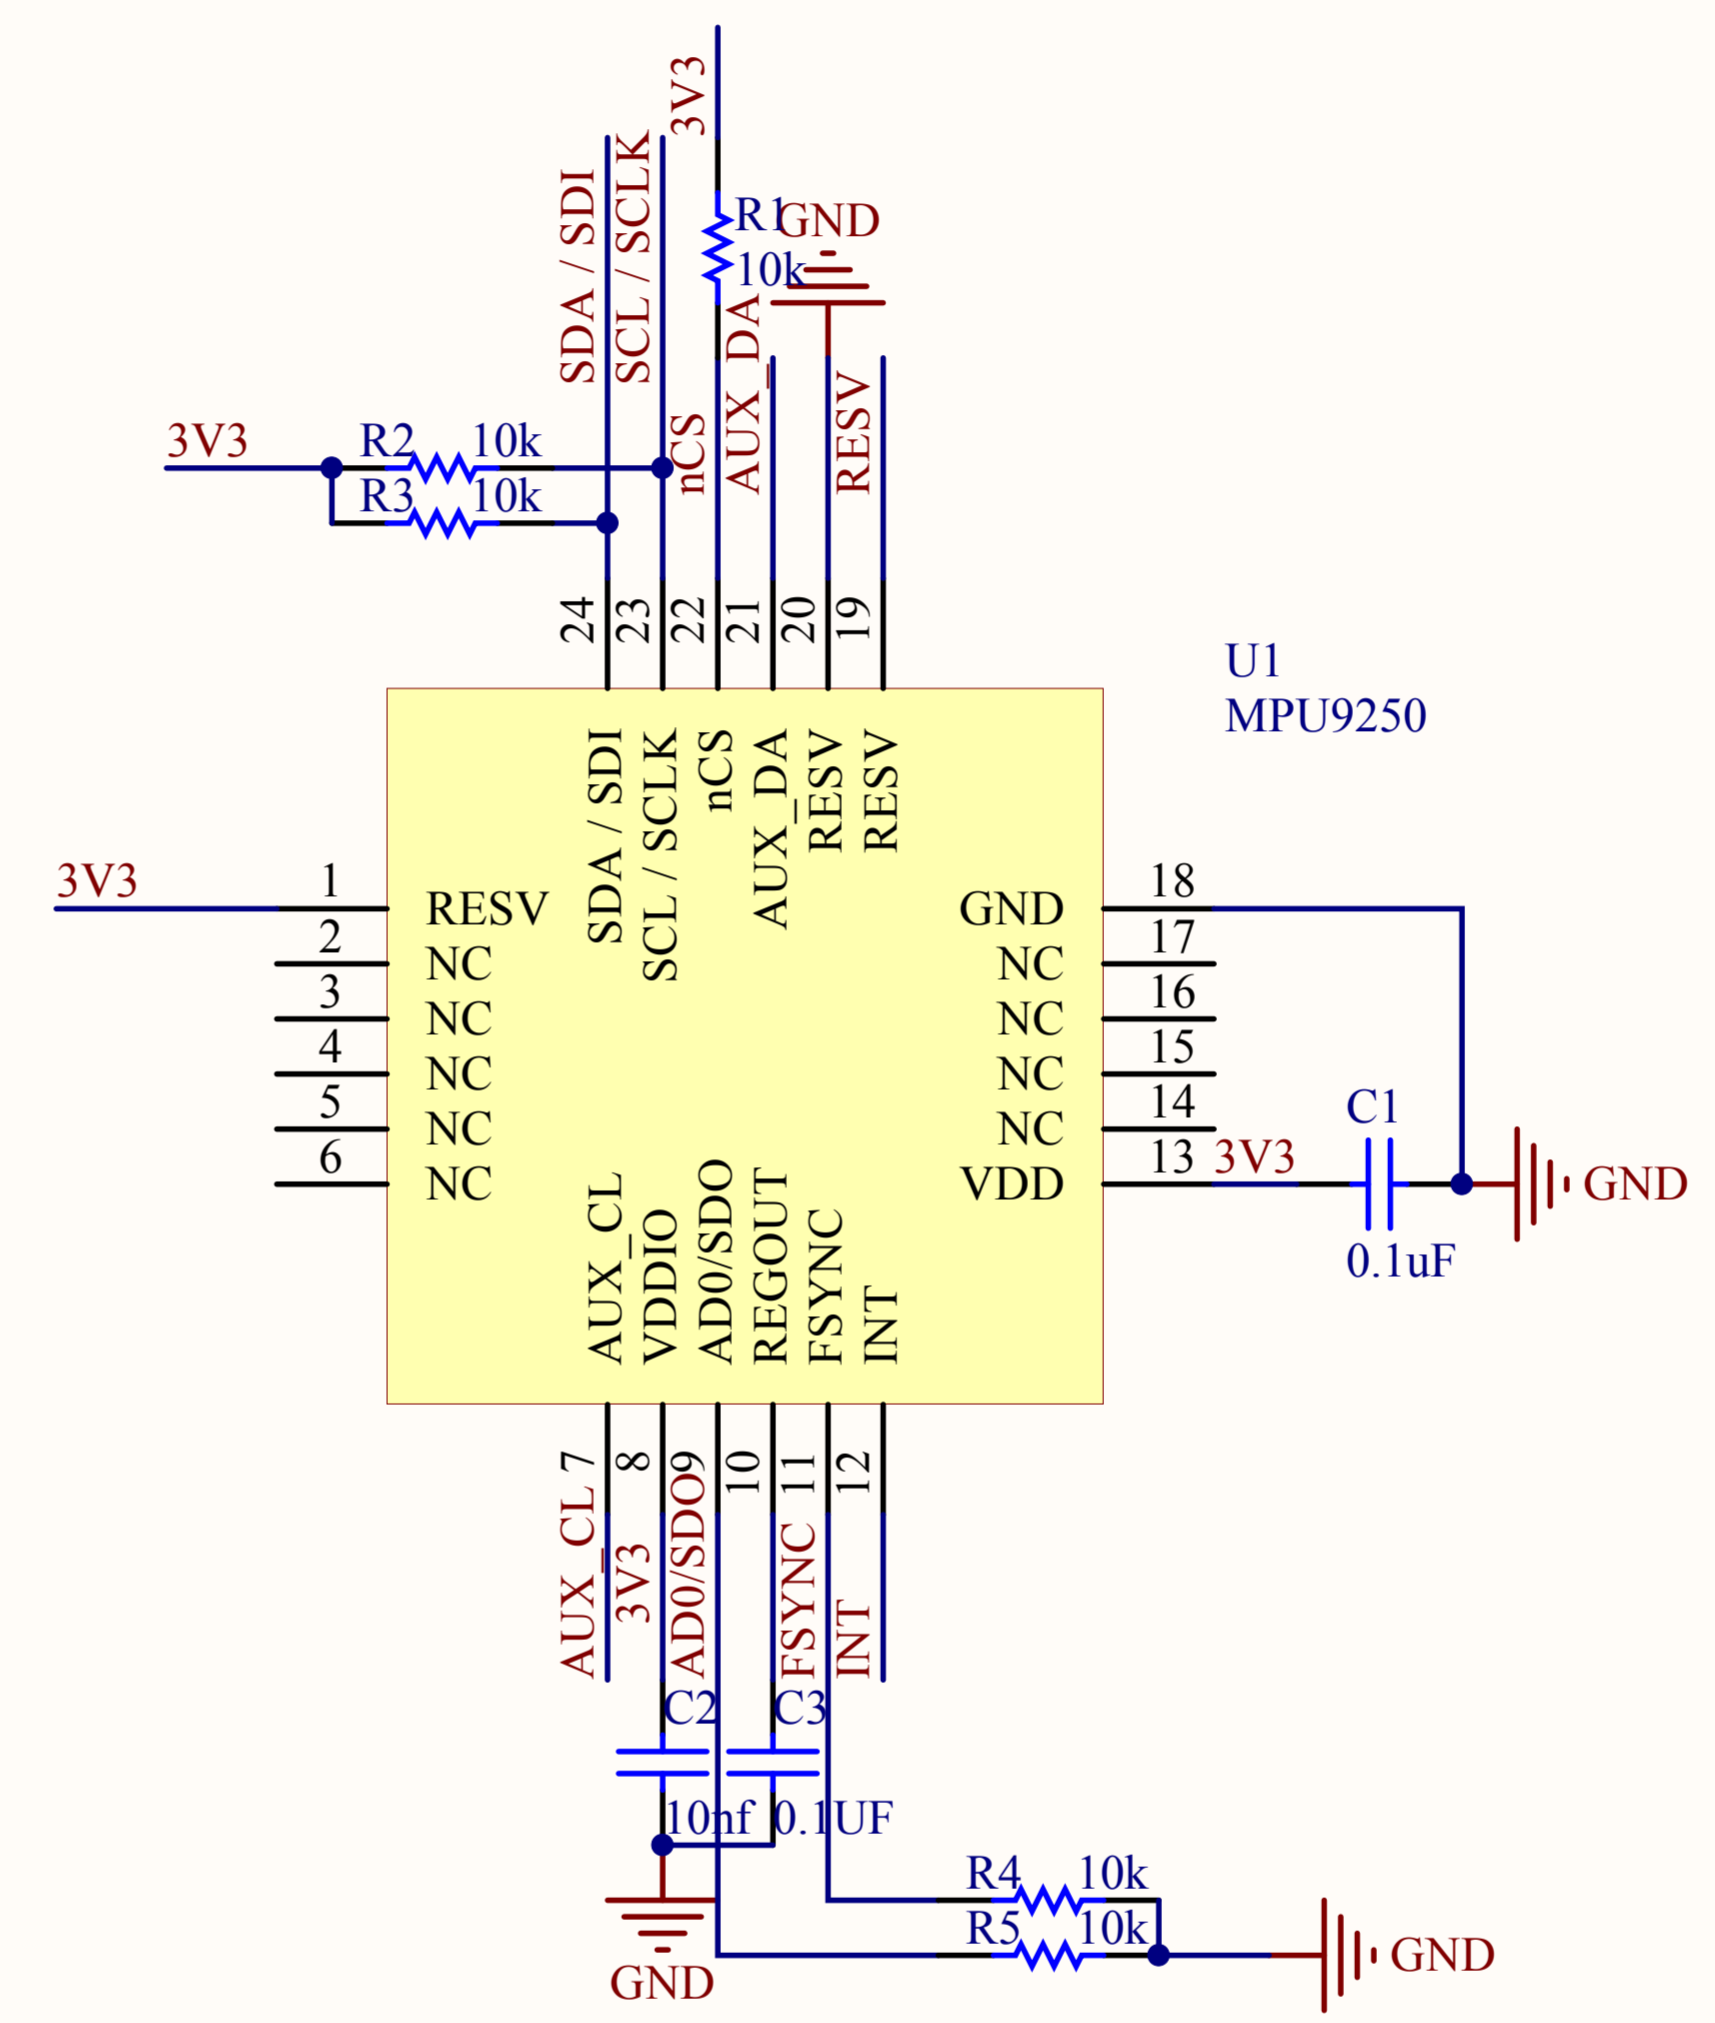 3V3
SDA / SDI
SCL / SCLK
R1
10k
GND
nCS
AUX_DA
RESV
3V3
R2
10k
R3
10k
24
23
22
21
20
19
U1
MPU9250
SDA / SDI
SCL / SCLK
nCS
AUX_DA
RESV
RESV
3V3
1
RESV
2
NC
3
NC
4
NC
5
NC
6
NC
GND
18
NC
17
NC
16
NC
15
NC
14
VDD
13
3V3
C1
0.1uF
GND
AUX_CL
VDDIO
AD0/SDO
REGOUT
FSYNC
INT
7
8
9
10
11
12
AUX_CL
3V3
AD0/SDO
FSYNC
INT
C2
10nf
C3
0.1UF
GND
R4
10k
R5
10k
GND